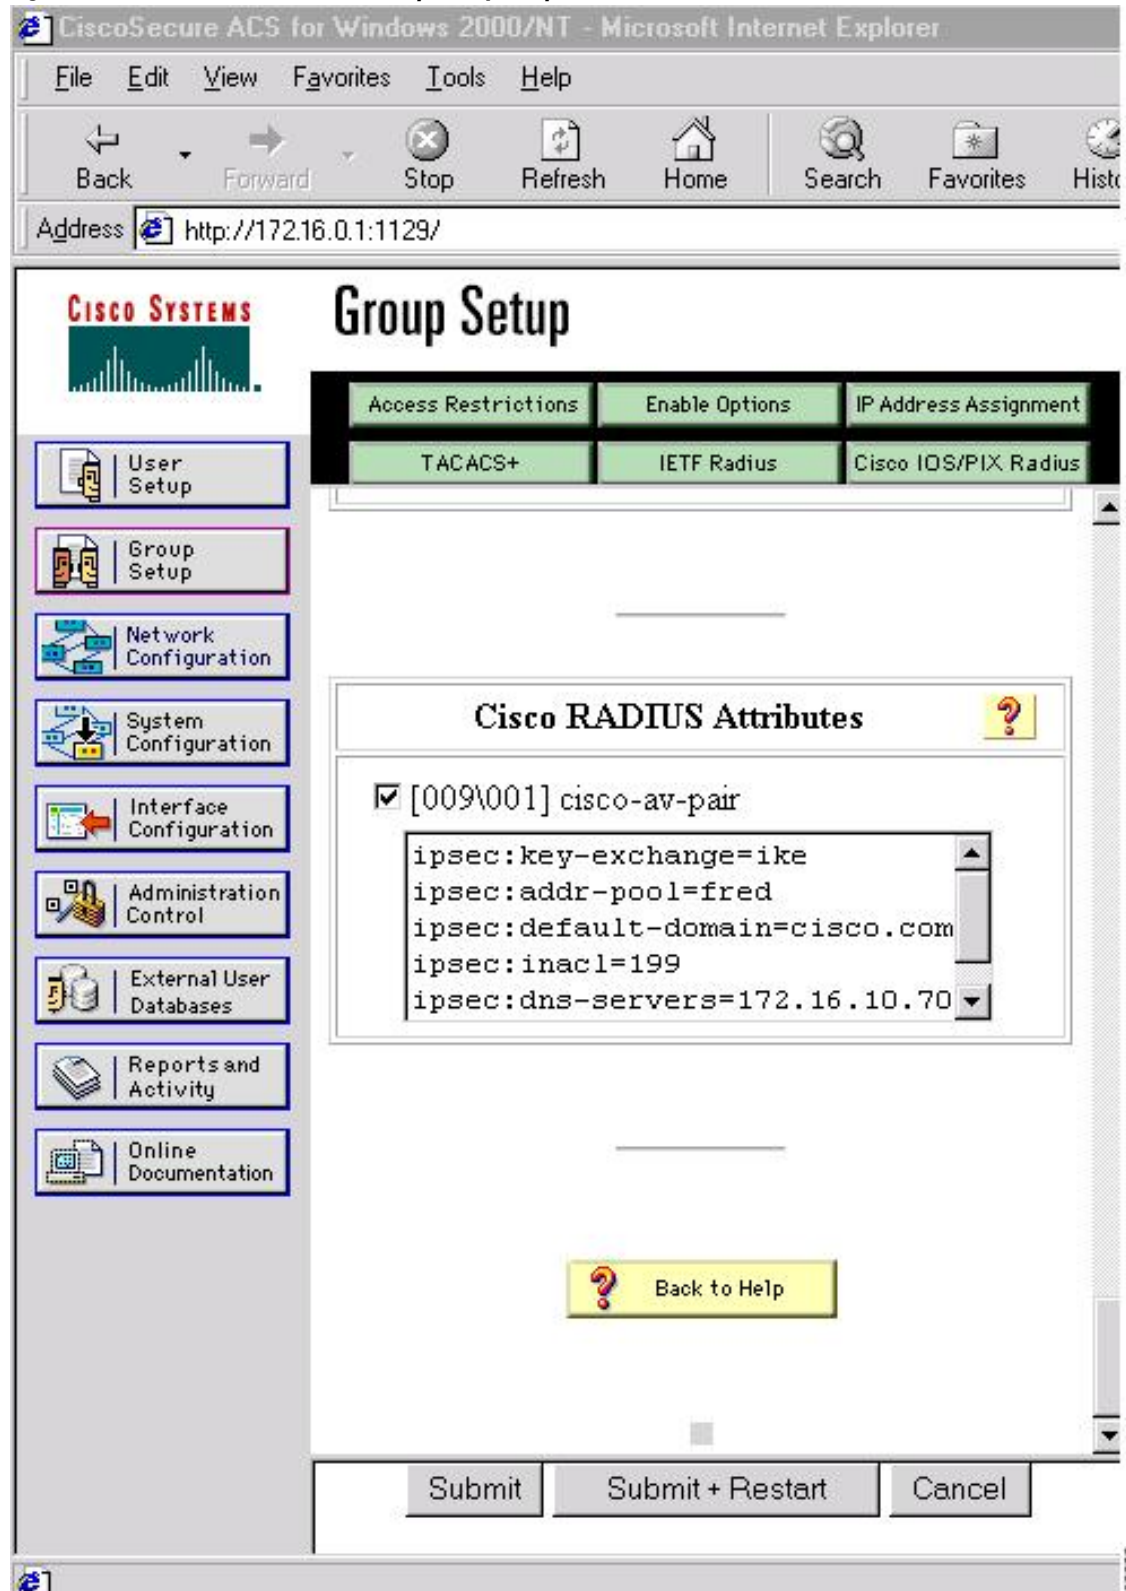 CiscoSecure ACS for Windows 2000/NT - Microsoft Internet Explorer
File Edit View Favorites Tools Help
Back Forward Stop Refresh Home Search Favorites
Address http://172.16.0.1:1129/
CISCO SYSTEMS
Group Setup
Access Restrictions Enable Options IP Address Assignment
TACACS+ IETF Radius Cisco IOS/PIX Radius
User
Setup
Group
Setup
Network
Configuration
System
Configuration
Interface
Configuration
Administration
Control
External User
Databases
Reports and
Activity
Online
Documentation
Cisco RADIUS Attributes ?
[009\001] cisco-av-pair
ipsec:key-exchange=ike
ipsec:addr-pool=fred
ipsec:default-domain=cisco.com
ipsec:inacl=199
ipsec:dns-servers=172.16.10.70
? Back to Help
Submit Submit + Restart Cancel